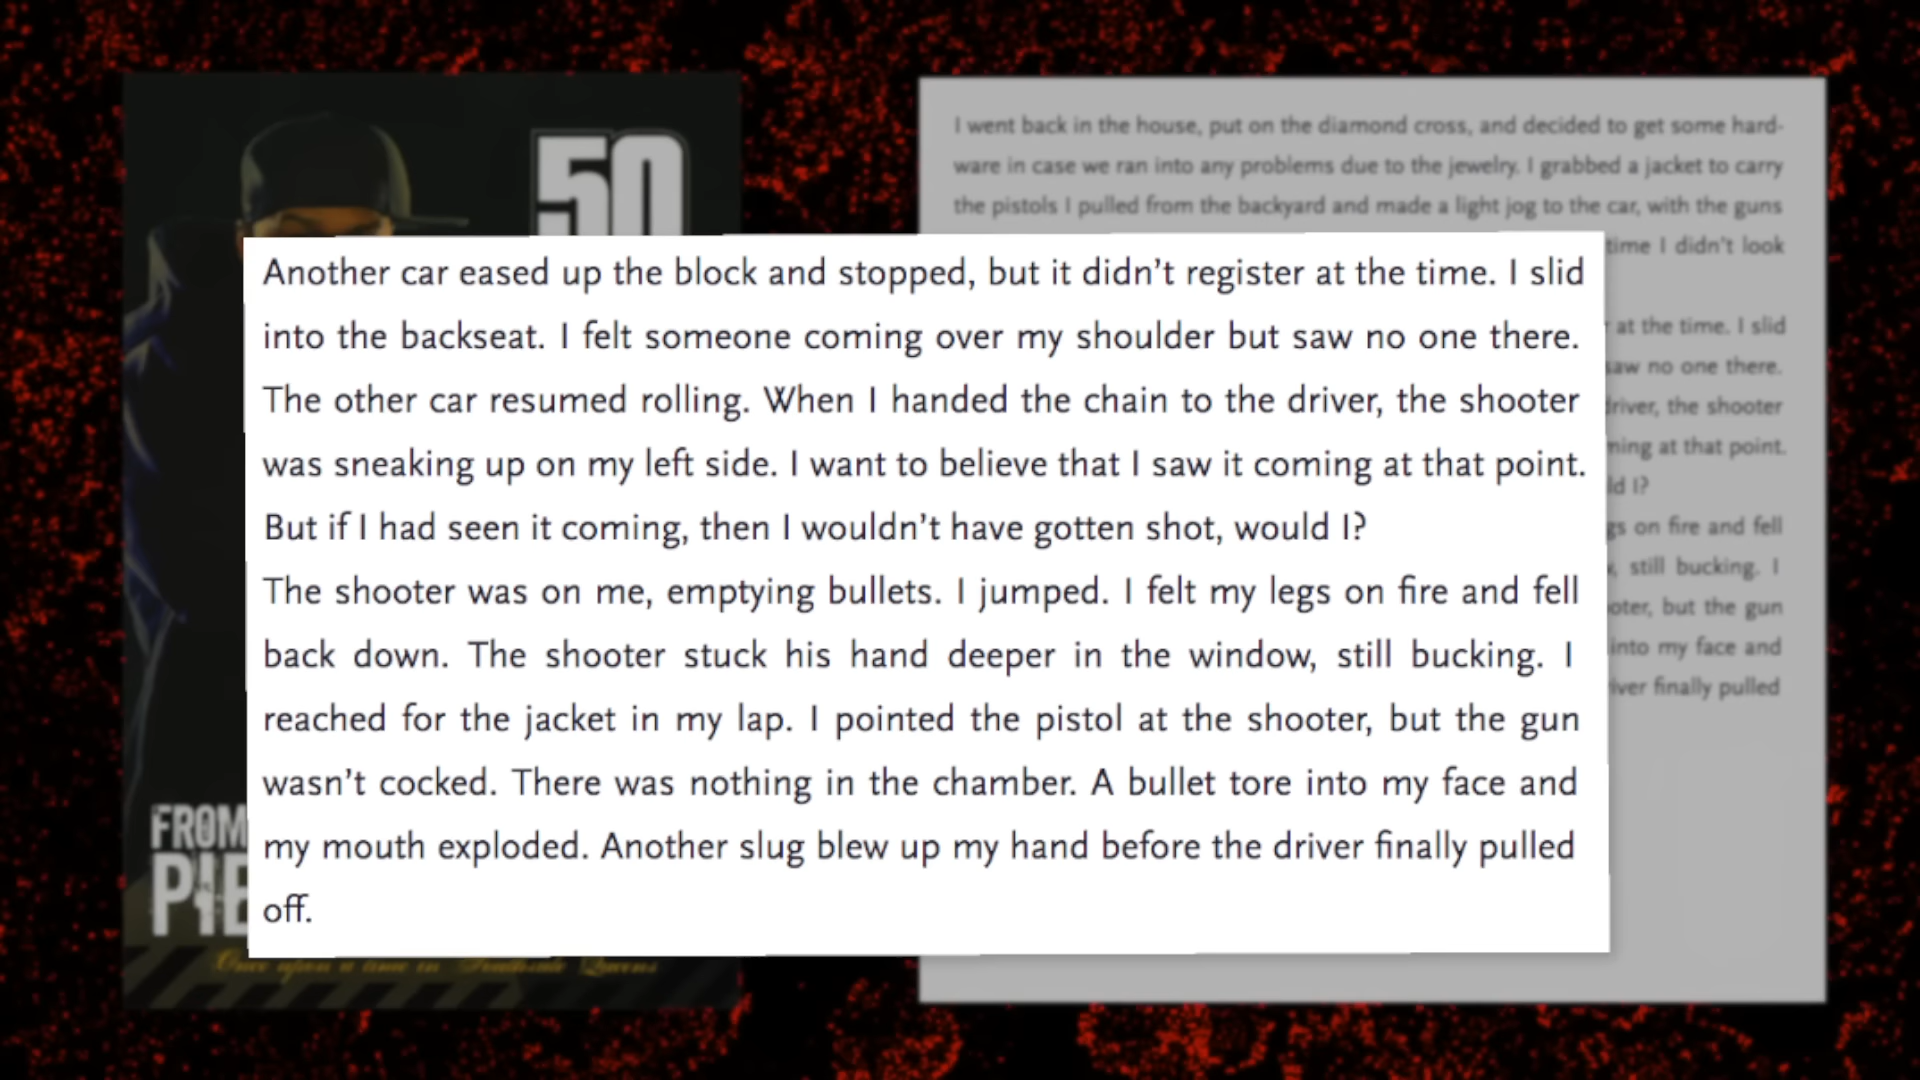 50
FROM
Once upon a time in Southside Queens
I went back in the house, put on the diamond cross, and decided to get some hard-
ware in case we ran into any problems due to the jewelry. I grabbed a jacket to carry
the pistols I pulled from the backyard and made a light jog to the car, with the guns
time I didn't look
at the time. I slid
saw no one there.
driver, the shooter
at that point.
I?
on fire and fell
still bucking. I
but the gun
into my face and
finally pulled
Another car eased up the block and stopped, but it didn’t register at the time. I slid
into the backseat. I felt someone coming over my shoulder but saw no one there.
The other car resumed rolling. When I handed the chain to the driver, the shooter
was sneaking up on my left side. I want to believe that I saw it coming at that point.
But if I had seen it coming, then I wouldn’t have gotten shot, would I?
The shooter was on me, emptying bullets. I jumped. I felt my legs on fire and fell
back down. The shooter stuck his hand deeper in the window, still bucking. I
reached for the jacket in my lap. I pointed the pistol at the shooter, but the gun
wasn’t cocked. There was nothing in the chamber. A bullet tore into my face and
my mouth exploded. Another slug blew up my hand before the driver finally pulled
off.